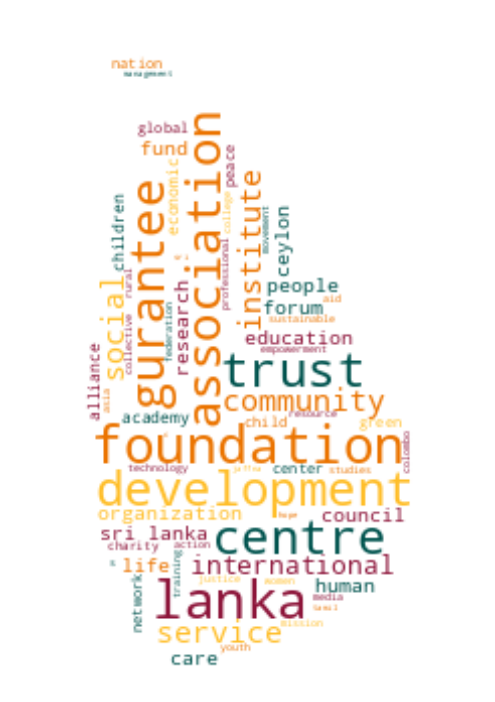 nation
management
global
fund
association
peace
economic
gurantee
institute
college
children
ceylon
movement
professional
people
rural
social
research
aid
forum
federation
sustainable
collective
education
empowerment
alliance
trust
asia
community
resource
academy
child
green
foundation
colombo
technology
jaffna
center
studies
development
organization
hope
council
sri lanka
centre
charity
action
life
international
training
justice
women
human
network
lanka
media
tamil
service
mission
youth
care